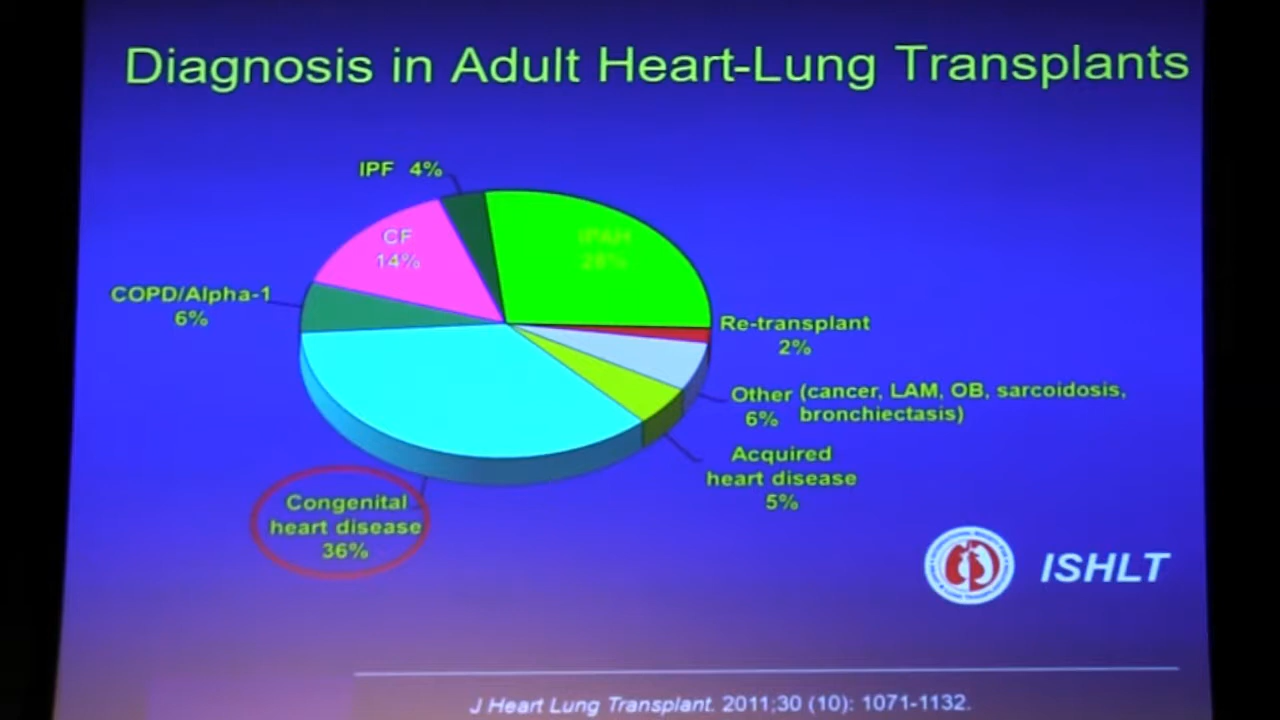 Diagnosis in Adult Heart-Lung Transplants
IPF 4%
CF
14%
IPAH
28%
COPD/Alpha-1
6%
Re-transplant
2%
Other (cancer, LAM, OB, sarcoidosis,
6% bronchiectasis)
Acquired
heart disease
5%
Congenital
heart disease
36%
ISHLT
J Heart Lung Transplant. 2011;30 (10): 1071-1132.